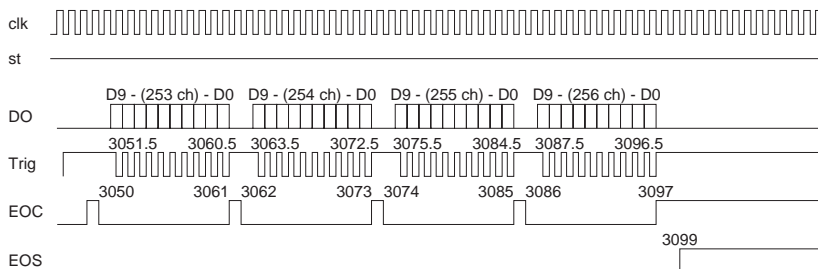 clk
st
D9 - (253 ch) - D0 D9 - (254 ch) - D0 D9 - (255 ch) - D0 D9 - (256 ch) - D0
DO
3051.5 3060.5 3063.5 3072.5 3075.5 3084.5 3087.5 3096.5
Trig
3050 3061 3062 3073 3074 3085 3086 3097
EOC
3099
EOS